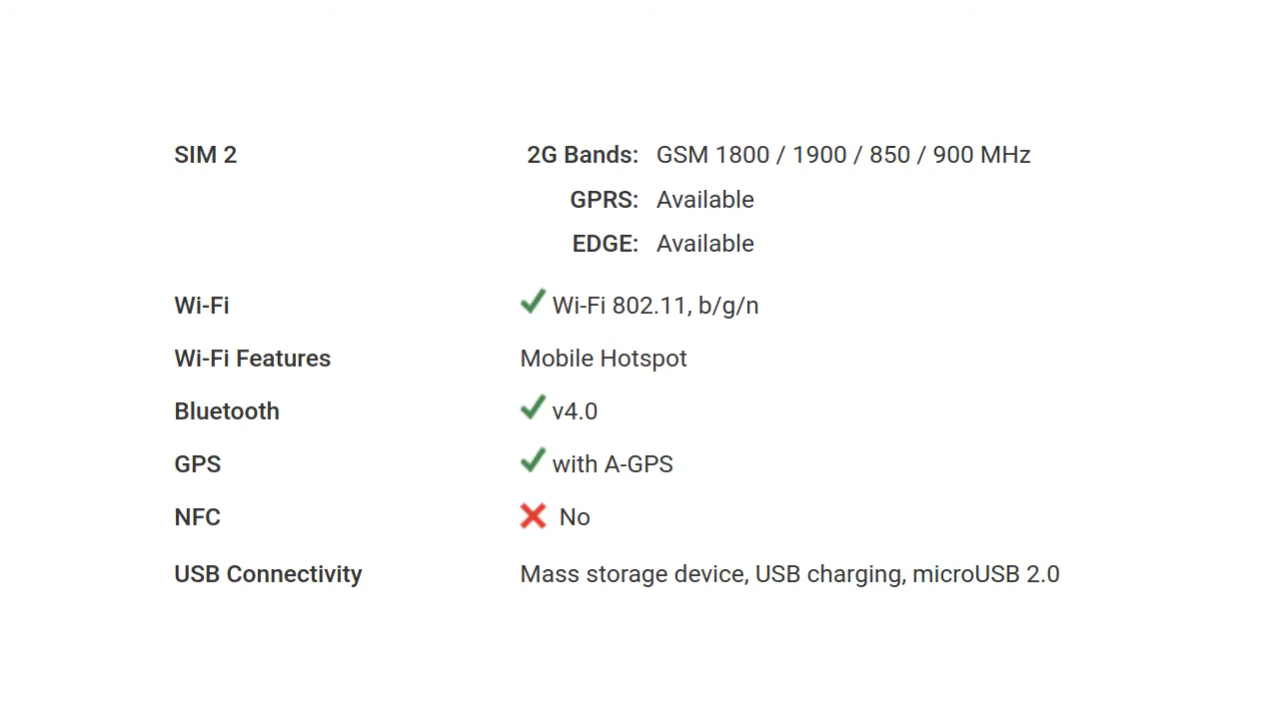 SIM 2 2G Bands: GSM 1800 / 1900 / 850 / 900 MHz
GPRS: Available
EDGE: Available
Wi-Fi Wi-Fi 802.11, b/g/n
Wi-Fi Features Mobile Hotspot
Bluetooth v4.0
GPS with A-GPS
NFC No
USB Connectivity Mass storage device, USB charging, microUSB 2.0